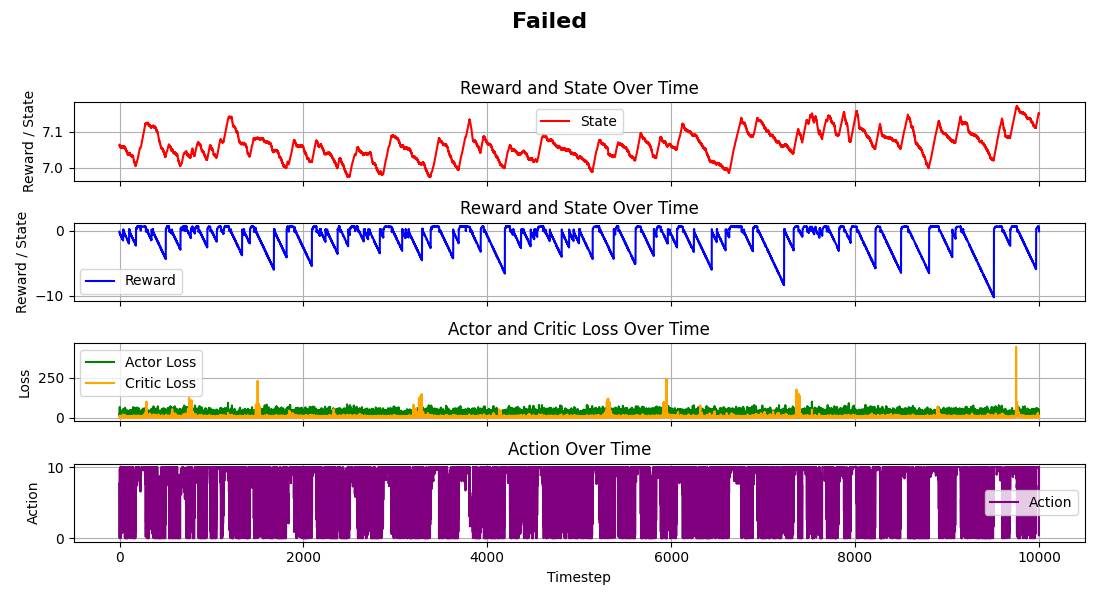 Failed
Reward and State Over Time
Reward / State
7.1
7.0
State
Reward and State Over Time
Reward / State
0
−10
Reward
Actor and Critic Loss Over Time
Loss
250
0
Actor Loss
Critic Loss
Action Over Time
Action
10
0
Action
0 2000 4000 6000 8000 10000
Timestep